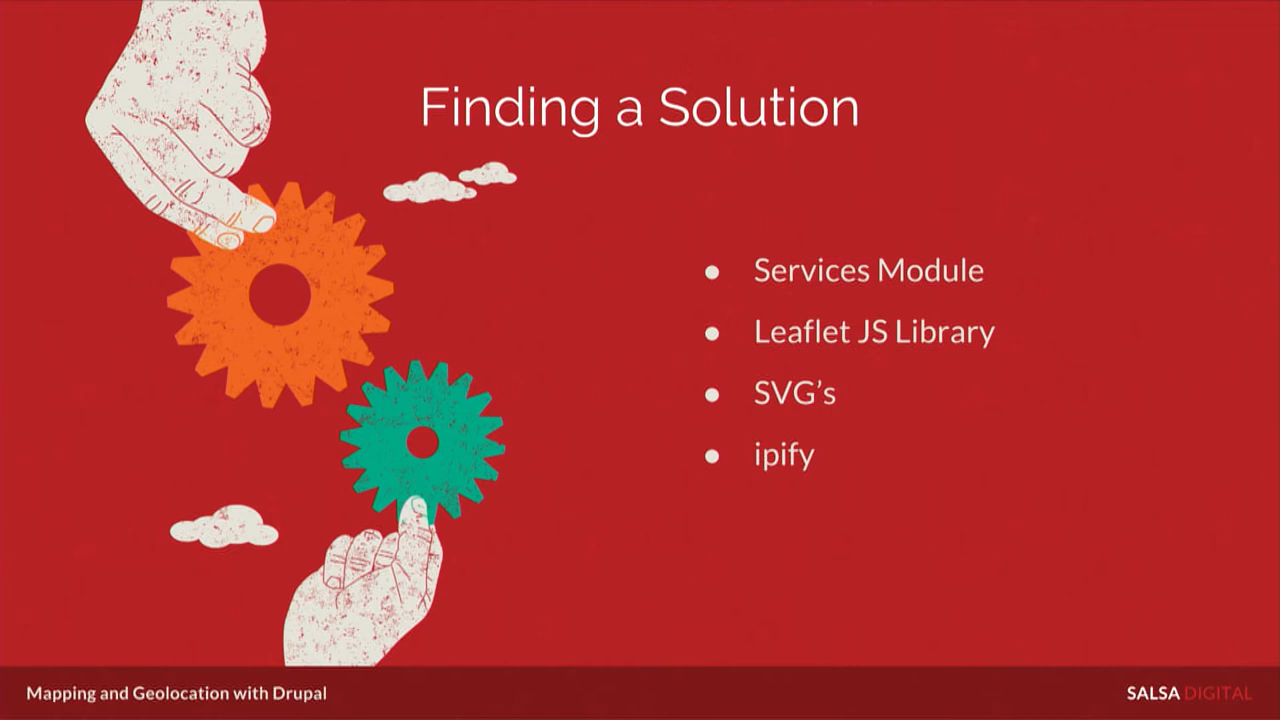 Finding a Solution
● Services Module
● Leaflet JS Library
● SVG’s
● ipify
Mapping and Geolocation with Drupal
SALSA DIGITAL